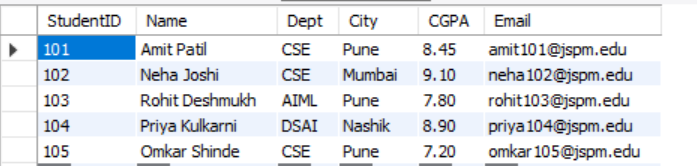 StudentID Name Dept City CGPA Email
101 Amit Patil CSE Pune 8.45 amit101@jspm.edu
102 Neha Joshi CSE Mumbai 9.10 neha102@jspm.edu
103 Rohit Deshmukh AIML Pune 7.80 rohit103@jspm.edu
104 Priya Kulkarni DSAI Nashik 8.90 priya104@jspm.edu
105 Omkar Shinde CSE Pune 7.20 omkar105@jspm.edu